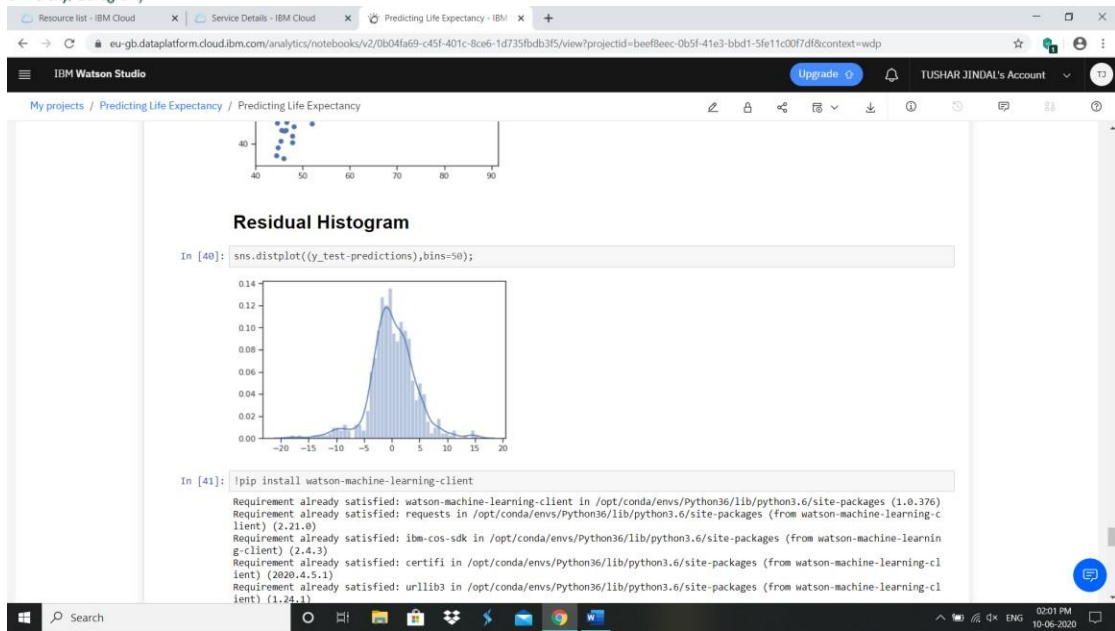 Resource list - IBM Cloud
Service Details - IBM Cloud
Predicting Life Expectancy - IBM
eu-gb.dataplatform.cloud.ibm.com/analytics/notebooks/v2/0b04fa69-c45f-401c-8ce6-1d735fbdb3f5/view?projectid=beef8eec-0b5f-41e3-bbd1-5fe11c00f7df&context=wdp
IBM Watson Studio
Upgrade
TUSHAR JINDAL's Account
TJ
My projects / Predicting Life Expectancy / Predicting Life Expectancy
40
40 50 60 70 80 90
Residual Histogram
In [40]: sns.distplot((y_test-predictions),bins=50);
0.14
0.12
0.10
0.08
0.06
0.04
0.02
0.00
−20 −15 −10 −5 0 5 10 15 20
In [41]: !pip install watson-machine-learning-client
Requirement already satisfied: watson-machine-learning-client in /opt/conda/envs/Python36/lib/python3.6/site-packages (1.0.376)
Requirement already satisfied: requests in /opt/conda/envs/Python36/lib/python3.6/site-packages (from watson-machine-learning-c
lient) (2.21.0)
Requirement already satisfied: ibm-cos-sdk in /opt/conda/envs/Python36/lib/python3.6/site-packages (from watson-machine-learnin
g-client) (2.4.3)
Requirement already satisfied: certifi in /opt/conda/envs/Python36/lib/python3.6/site-packages (from watson-machine-learning-cl
ient) (2020.4.5.1)
Requirement already satisfied: urllib3 in /opt/conda/envs/Python36/lib/python3.6/site-packages (from watson-machine-learning-cl
ient) (1.24.1)
Search
ENG
02:01 PM
10-06-2020